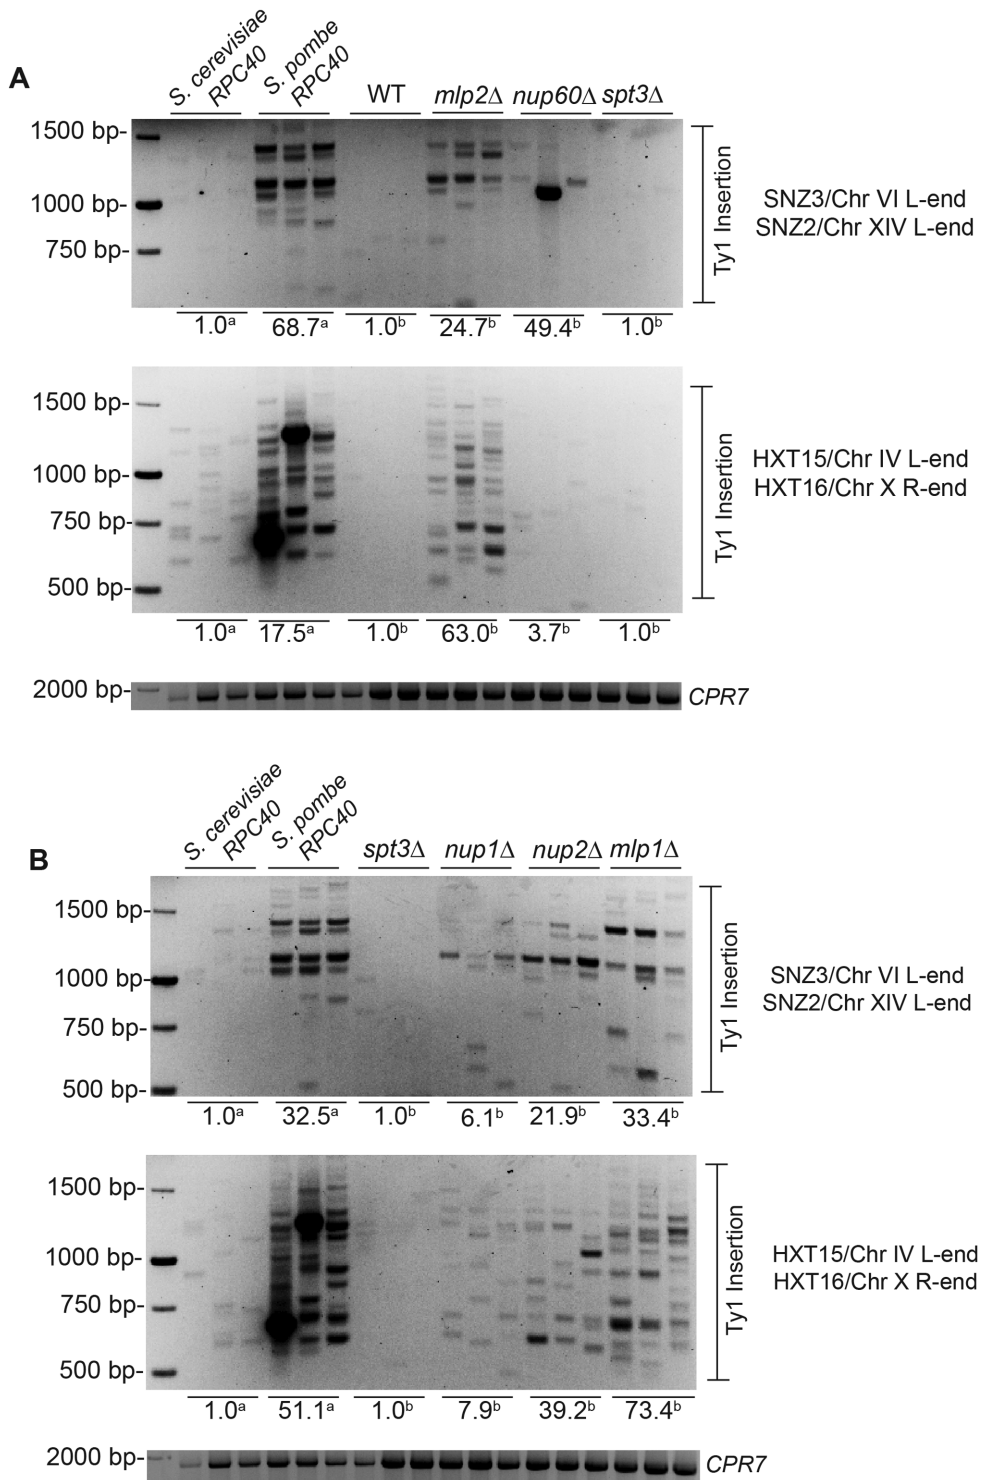 A
S. cerevisiae
RPC40
S. pombe
RPC40
WT
mlp2Δ
nup60Δ
spt3Δ
1500 bp-
1000 bp-
750 bp-
Ty1 Insertion
SNZ3/Chr VI L-end
SNZ2/Chr XIV L-end
1.0a 68.7a 1.0b 24.7b 49.4b 1.0b
1500 bp-
1000 bp-
750 bp-
500 bp-
Ty1 Insertion
HXT15/Chr IV L-end
HXT16/Chr X R-end
1.0a 17.5a 1.0b 63.0b 3.7b 1.0b
2000 bp-
CPR7
B
S. cerevisiae
RPC40
S. pombe
RPC40
spt3Δ
nup1Δ
nup2Δ
mlp1Δ
1500 bp-
1000 bp-
750 bp-
500 bp-
Ty1 Insertion
SNZ3/Chr VI L-end
SNZ2/Chr XIV L-end
1.0a 32.5a 1.0b 6.1b 21.9b 33.4b
1500 bp-
1000 bp-
750 bp-
500 bp-
Ty1 Insertion
HXT15/Chr IV L-end
HXT16/Chr X R-end
1.0a 51.1a 1.0b 7.9b 39.2b 73.4b
2000 bp-
CPR7